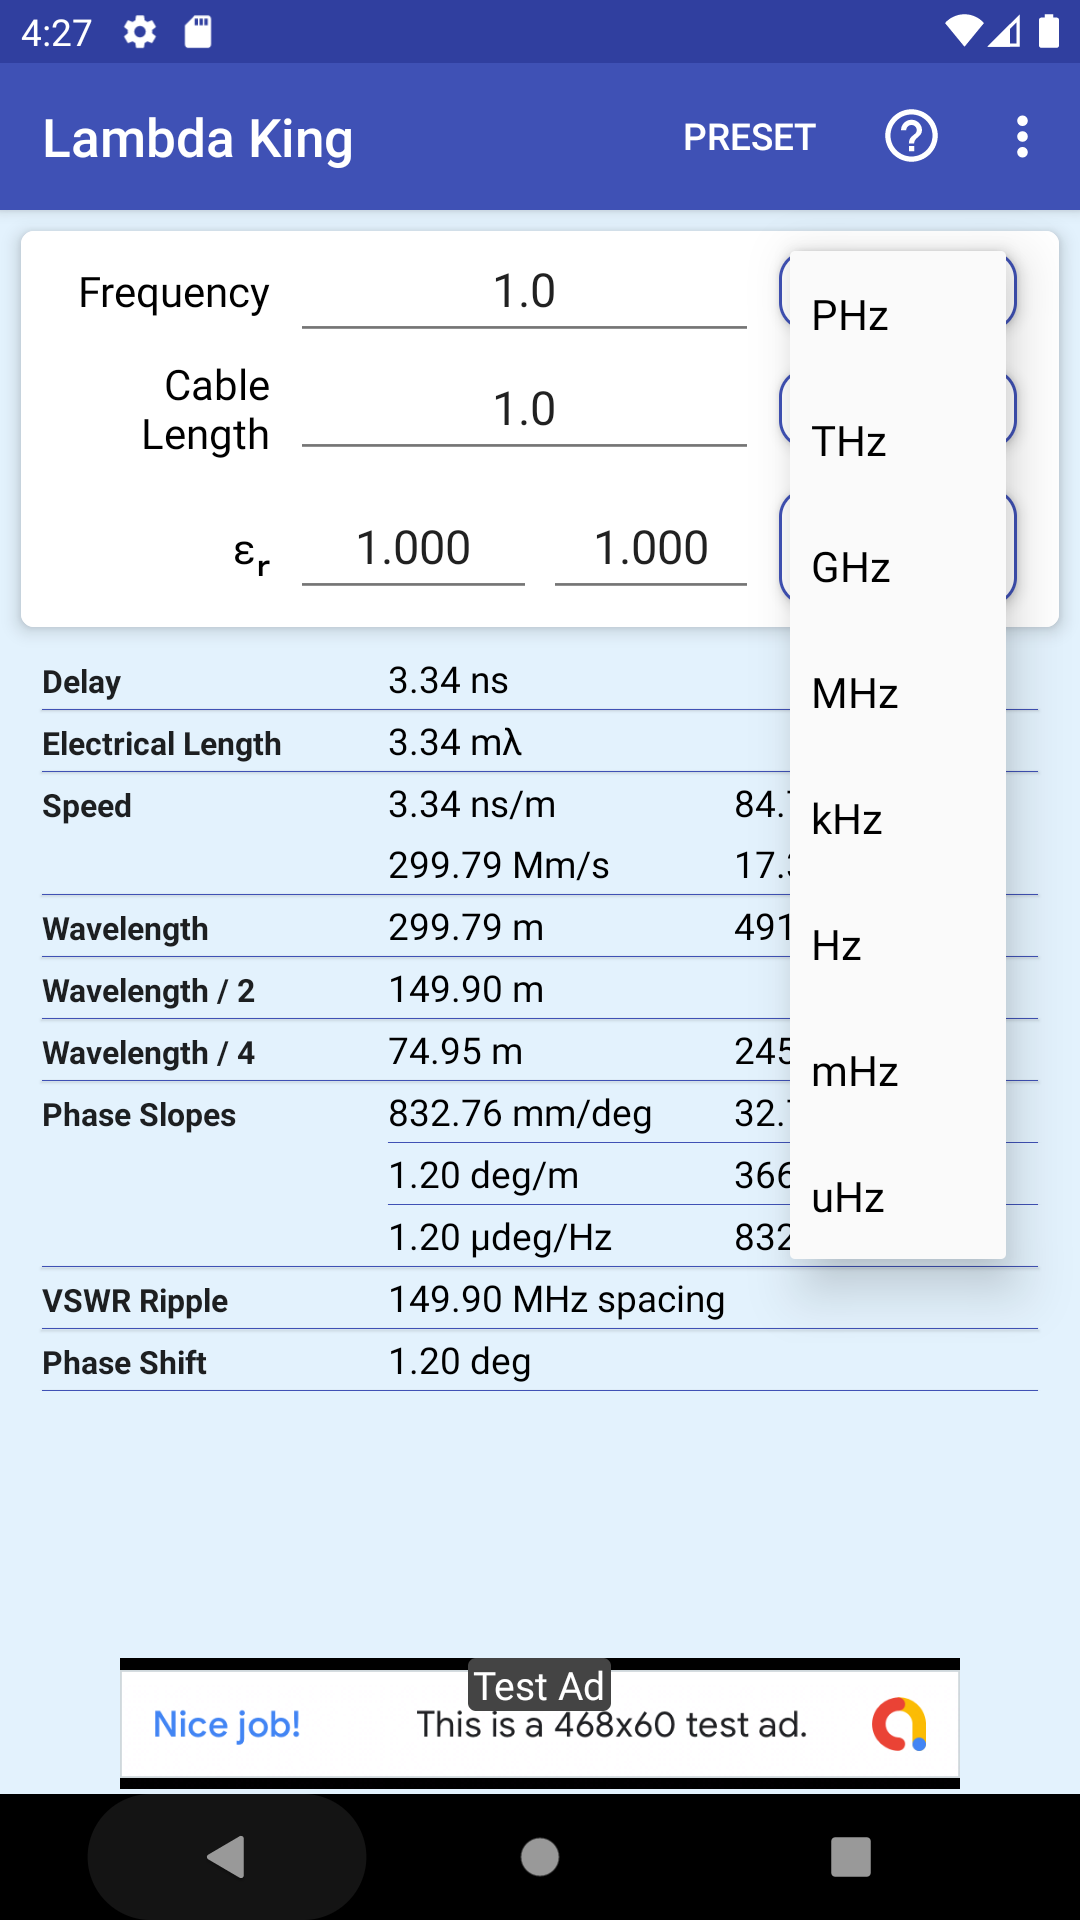 4:27
Lambda King
PRESET
Frequency
1.0
Cable
Length
1.0
εr
1.000
1.000
PHz
THz
GHz
MHz
kHz
Hz
mHz
uHz
Delay
3.34 ns
Electrical Length
3.34 mλ
Speed
3.34 ns/m
84.
299.79 Mm/s
17.
Wavelength
299.79 m
491
Wavelength / 2
149.90 m
Wavelength / 4
74.95 m
245
Phase Slopes
832.76 mm/deg
32.
1.20 deg/m
366
1.20 μdeg/Hz
832
VSWR Ripple
149.90 MHz spacing
Phase Shift
1.20 deg
Test Ad
Nice job!
This is a 468x60 test ad.